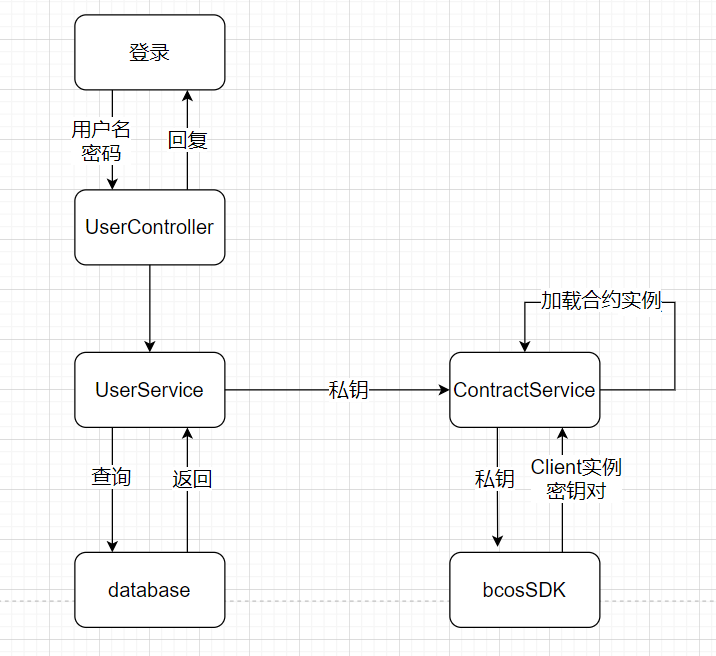 登录
用户名
密码
回复
UserController
加载合约实例
UserService
私钥
ContractService
查询
返回
私钥
Client实例
密钥对
database
bcosSDK